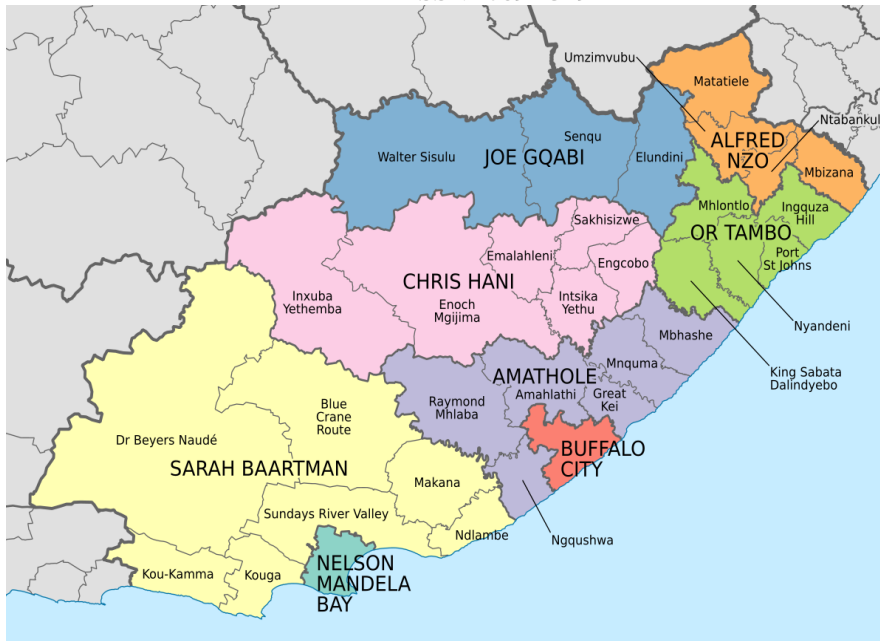 Umzimvubu
Matatiele
Ntabankul
ALFRED
NZO
Mbizana
Walter Sisulu
JOE GQABI
Senqu
Elundini
Mhlontlo
Ingquza
Hill
OR TAMBO
Port
St Johns
Nyandeni
King Sabata
Dalindyebo
Sakhisizwe
Emalahleni
Engcobo
CHRIS HANI
Inxuba
Yethemba
Enoch
Mgijima
Intsika
Yethu
Mbhashe
Mnquma
AMATHOLE
Amahlathi
Great
Kei
Raymond
Mhlaba
BUFFALO
CITY
Ngqushwa
Blue
Crane
Route
Dr Beyers Naudé
SARAH BAARTMAN
Makana
Sundays River Valley
Ndlambe
Kou-Kamma
Kouga
NELSON
MANDELA
BAY